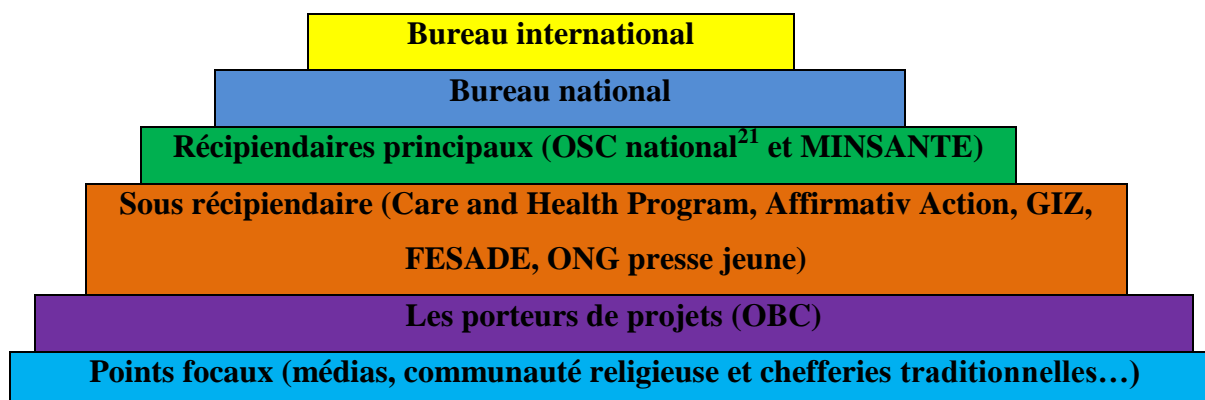 Bureau international
Bureau national
Récipiendaires principaux (OSC national21 et MINSANTE)
Sous récipiendaire (Care and Health Program, Affirmativ Action, GIZ,
FESADE, ONG presse jeune)
Les porteurs de projets (OBC)
Points focaux (médias, communauté religieuse et chefferies traditionnelles…)